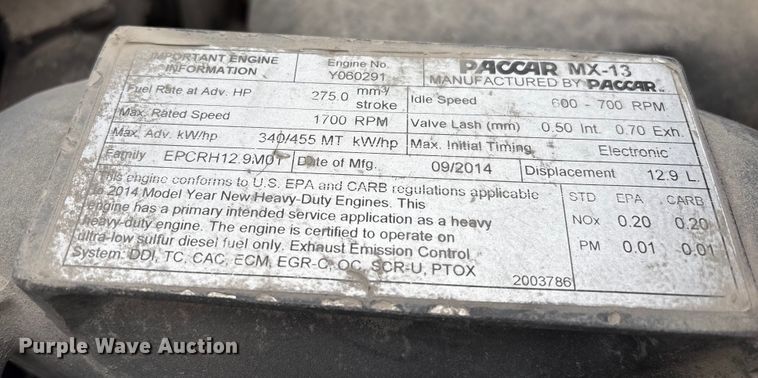 IMPORTANT ENGINE INFORMATION
Engine No. Y060291
PACCAR MX-13
MANUFACTURED BY PACCAR
Fuel Rate at Adv. HP 275.0 mm³/stroke
Idle Speed 600 - 700 RPM
Max. Rated Speed 1700 RPM
Valve Lash (mm) 0.50 Int. 0.70 Exh.
Max. Adv. kW/hp 340/455 MT kW/hp
Max. Initial Timing Electronic
Family EPCRH12.9M01
Date of Mfg. 09/2014
Displacement 12.9 L.
This engine conforms to U.S. EPA and CARB regulations applicable
to 2014 Model Year New Heavy-Duty Engines. This
engine has a primary intended service application as a heavy
heavy-duty engine. The engine is certified to operate on
ultra-low sulfur diesel fuel only. Exhaust Emission Control
System: DDI, TC, CAC, ECM, EGR-C, OC, SCR-U, PTOX
STD EPA CARB
NOx 0.20 0.20
PM 0.01 0.01
2003786
Purple Wave Auction